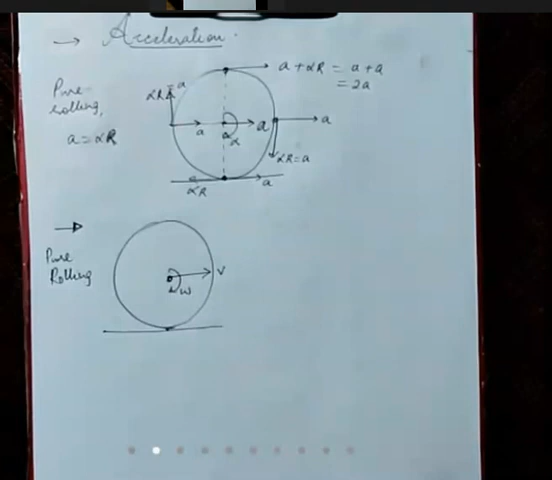 → Acceleration.
a + αR = a + a
= 2a
Pure rolling,
a = αR
αR = a
a
a
α
a
αR = a
αR
a
→
Pure
Rolling
ω
v